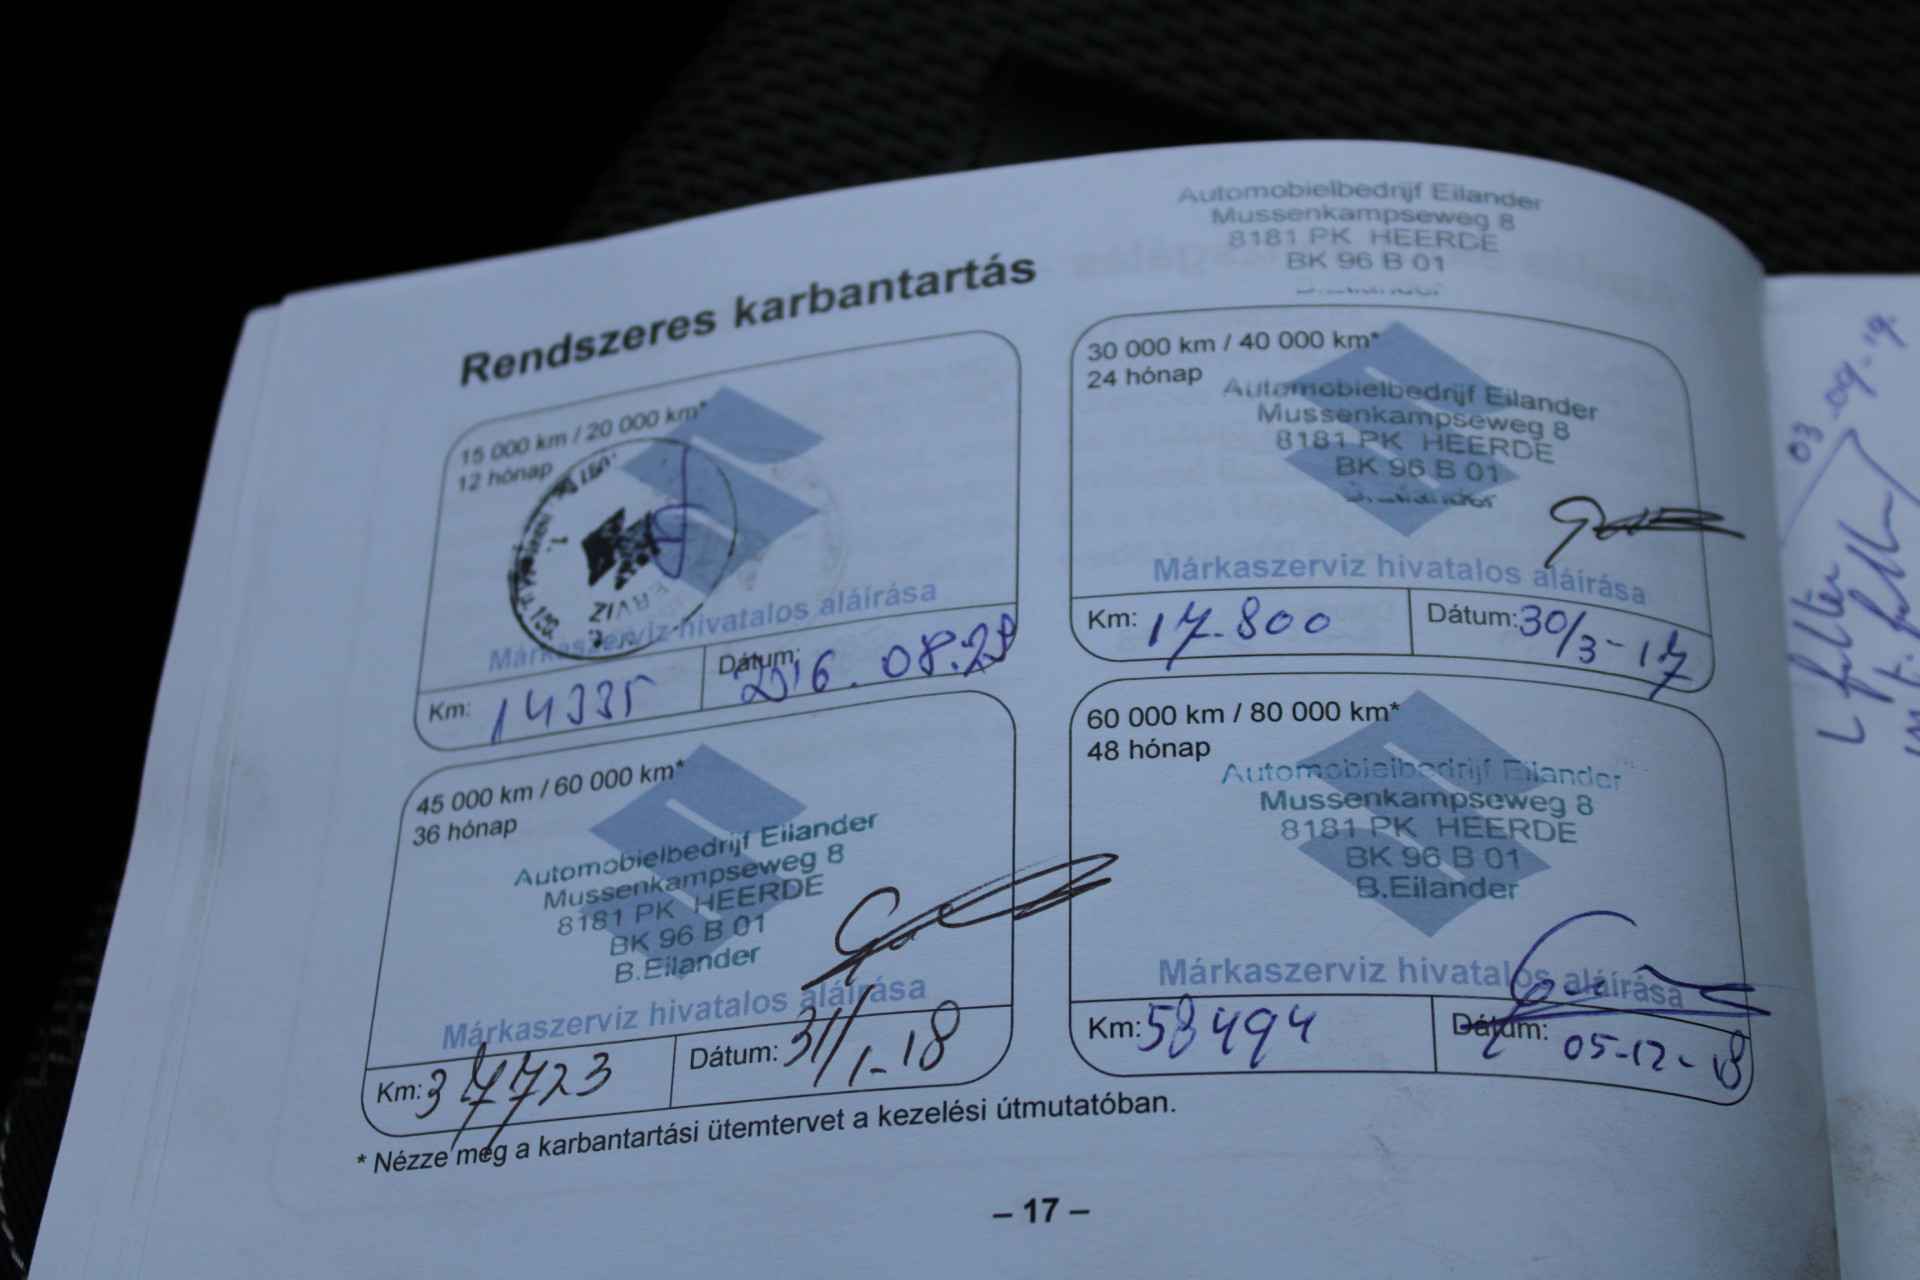 Automobielbedrijf Eilander
Mussenkampseweg 8
8181 PK HEERDE
BK 96 B 01
Rendszeres karbantartás
15 000 km / 20 000 km*
12 hónap
Márkaszerviz hivatalos aláírása
Km: 14335
Dátum: 2016.08.28
30 000 km / 40 000 km*
24 hónap
Automobielbedrijf Eilander
Mussenkampseweg 8
8181 PK HEERDE
BK 96 B 01
Márkaszerviz hivatalos aláírása
Km: 17.800
Dátum: 30/3-17
45 000 km / 60 000 km*
36 hónap
Automobielbedrijf Eilander
Mussenkampseweg 8
8181 PK HEERDE
BK 96 B 01
B.Eilander
Márkaszerviz hivatalos aláírása
Km: 37723
Dátum: 31/1-18
60 000 km / 80 000 km*
48 hónap
Automobielbedrijf Eilander
Mussenkampseweg 8
8181 PK HEERDE
BK 96 B 01
B.Eilander
Márkaszerviz hivatalos aláírása
Km: 58494
Dátum: 05-12-18
* Nézze meg a karbantartási ütemtervet a kezelési útmutatóban.
– 17 –
03-09-19.
L filter